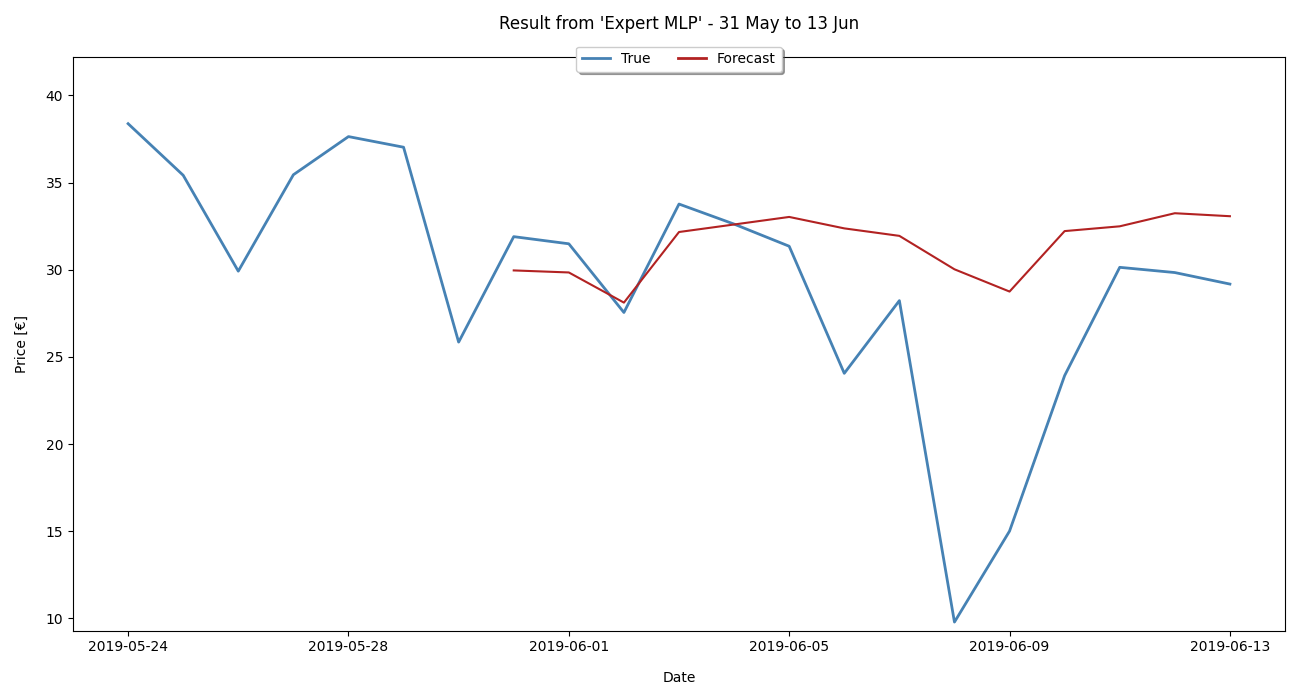 Result from 'Expert MLP' - 31 May to 13 Jun
True Forecast
40
35
30
25
20
15
10
Price [€]
2019-05-24 2019-05-28 2019-06-01 2019-06-05 2019-06-09 2019-06-13
Date